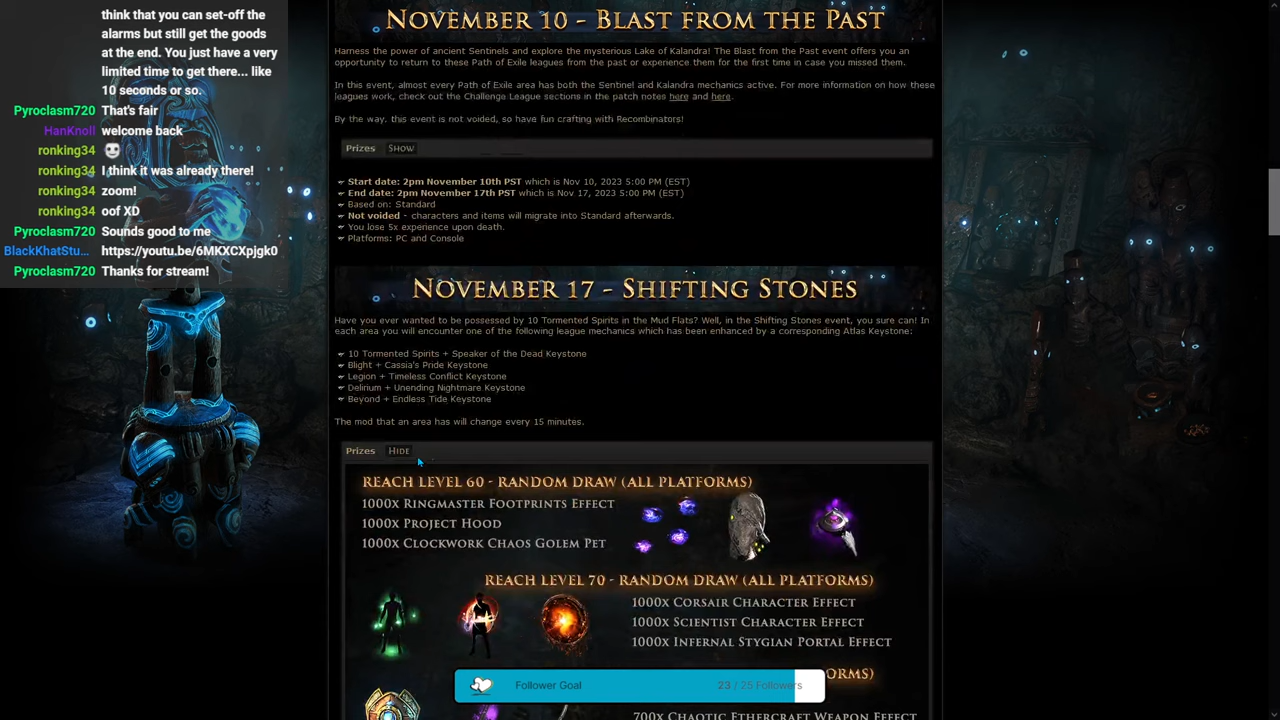 think that you can set-off the
alarms but still get the goods
at the end. You just have a very
limited time to get there... like
10 seconds or so.
Pyroclasm720 That's fair
HanKnoll welcome back
ronking34
ronking34 I think it was already there!
ronking34 zoom!
ronking34 oof XD
Pyroclasm720 Sounds good to me
BlackKhatStu... https://youtu.be/6MKXCXpjgk0
Pyroclasm720 Thanks for stream!
November 10 - Blast from the Past
Harness the power of ancient Sentinels and explore the mysterious Lake of Kalandra! The Blast from the Past event offers you an
opportunity to return to these Path of Exile leagues from the past or experience them for the first time in case you missed them.
In this event, almost every Path of Exile area has both the Sentinel and Kalandra mechanics active. For more information on how these
leagues work, check out the Challenge League sections in the patch notes here and here.
By the way. this event is not voided, so have fun crafting with Recombinators!
Prizes Show
Start date: 2pm November 10th PST which is Nov 10, 2023 5:00 PM (EST)
End date: 2pm November 17th PST which is Nov 17, 2023 5:00 PM (EST)
Based on: Standard
Not voided - characters and items will migrate into Standard afterwards.
You lose 5x experience upon death.
Platforms: PC and Console
November 17 - Shifting Stones
Have you ever wanted to be possessed by 10 Tormented Spirits in the Mud Flats? Well, in the Shifting Stones event, you sure can! In
each area you will encounter one of the following league mechanics which has been enhanced by a corresponding Atlas Keystone:
10 Tormented Spirits + Speaker of the Dead Keystone
Blight + Cassia's Pride Keystone
Legion + Timeless Conflict Keystone
Delirium + Unending Nightmare Keystone
Beyond + Endless Tide Keystone
The mod that an area has will change every 15 minutes.
Prizes Hide
Reach Level 60 - Random Draw (All Platforms)
1000x Ringmaster Footprints Effect
1000x Project Hood
1000x Clockwork Chaos Golem Pet
Reach Level 70 - Random Draw (All Platforms)
1000x Corsair Character Effect
1000x Scientist Character Effect
1000x Infernal Stygian Portal Effect
Follower Goal 23 / 25 Followers
700x Chaotic Ethercraft Weapon Effect